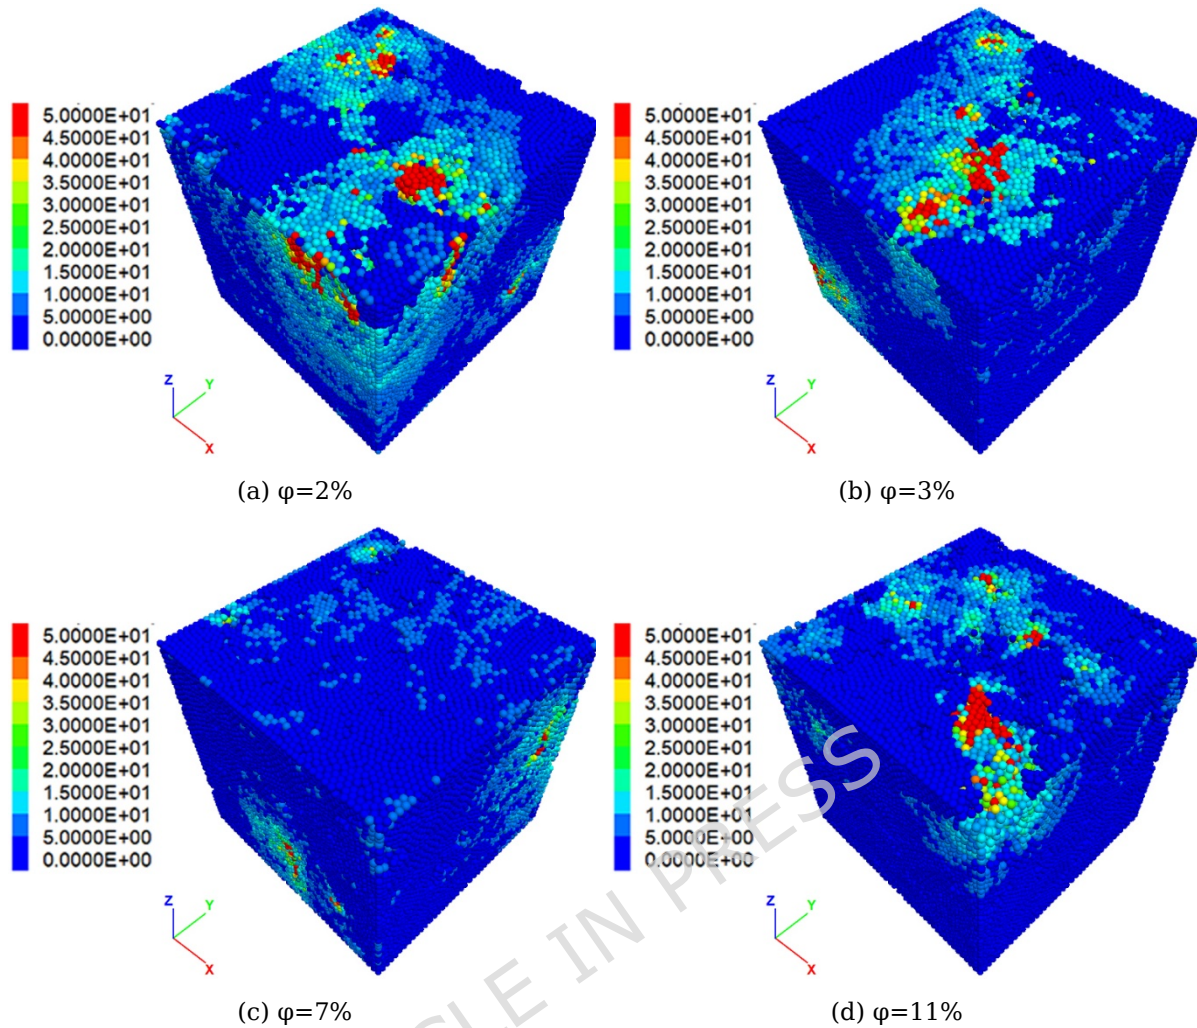 5.0000E+01
4.5000E+01
4.0000E+01
3.5000E+01
3.0000E+01
2.5000E+01
2.0000E+01
1.5000E+01
1.0000E+01
5.0000E+00
0.0000E+00
Z
Y
X
(a) φ=2%
5.0000E+01
4.5000E+01
4.0000E+01
3.5000E+01
3.0000E+01
2.5000E+01
2.0000E+01
1.5000E+01
1.0000E+01
5.0000E+00
0.0000E+00
Z
Y
X
(b) φ=3%
5.0000E+01
4.5000E+01
4.0000E+01
3.5000E+01
3.0000E+01
2.5000E+01
2.0000E+01
1.5000E+01
1.0000E+01
5.0000E+00
0.0000E+00
Z
Y
X
(c) φ=7%
5.0000E+01
4.5000E+01
4.0000E+01
3.5000E+01
3.0000E+01
2.5000E+01
2.0000E+01
1.5000E+01
1.0000E+01
5.0000E+00
0.0000E+00
Z
Y
X
(d) φ=11%
CLE IN PRESS